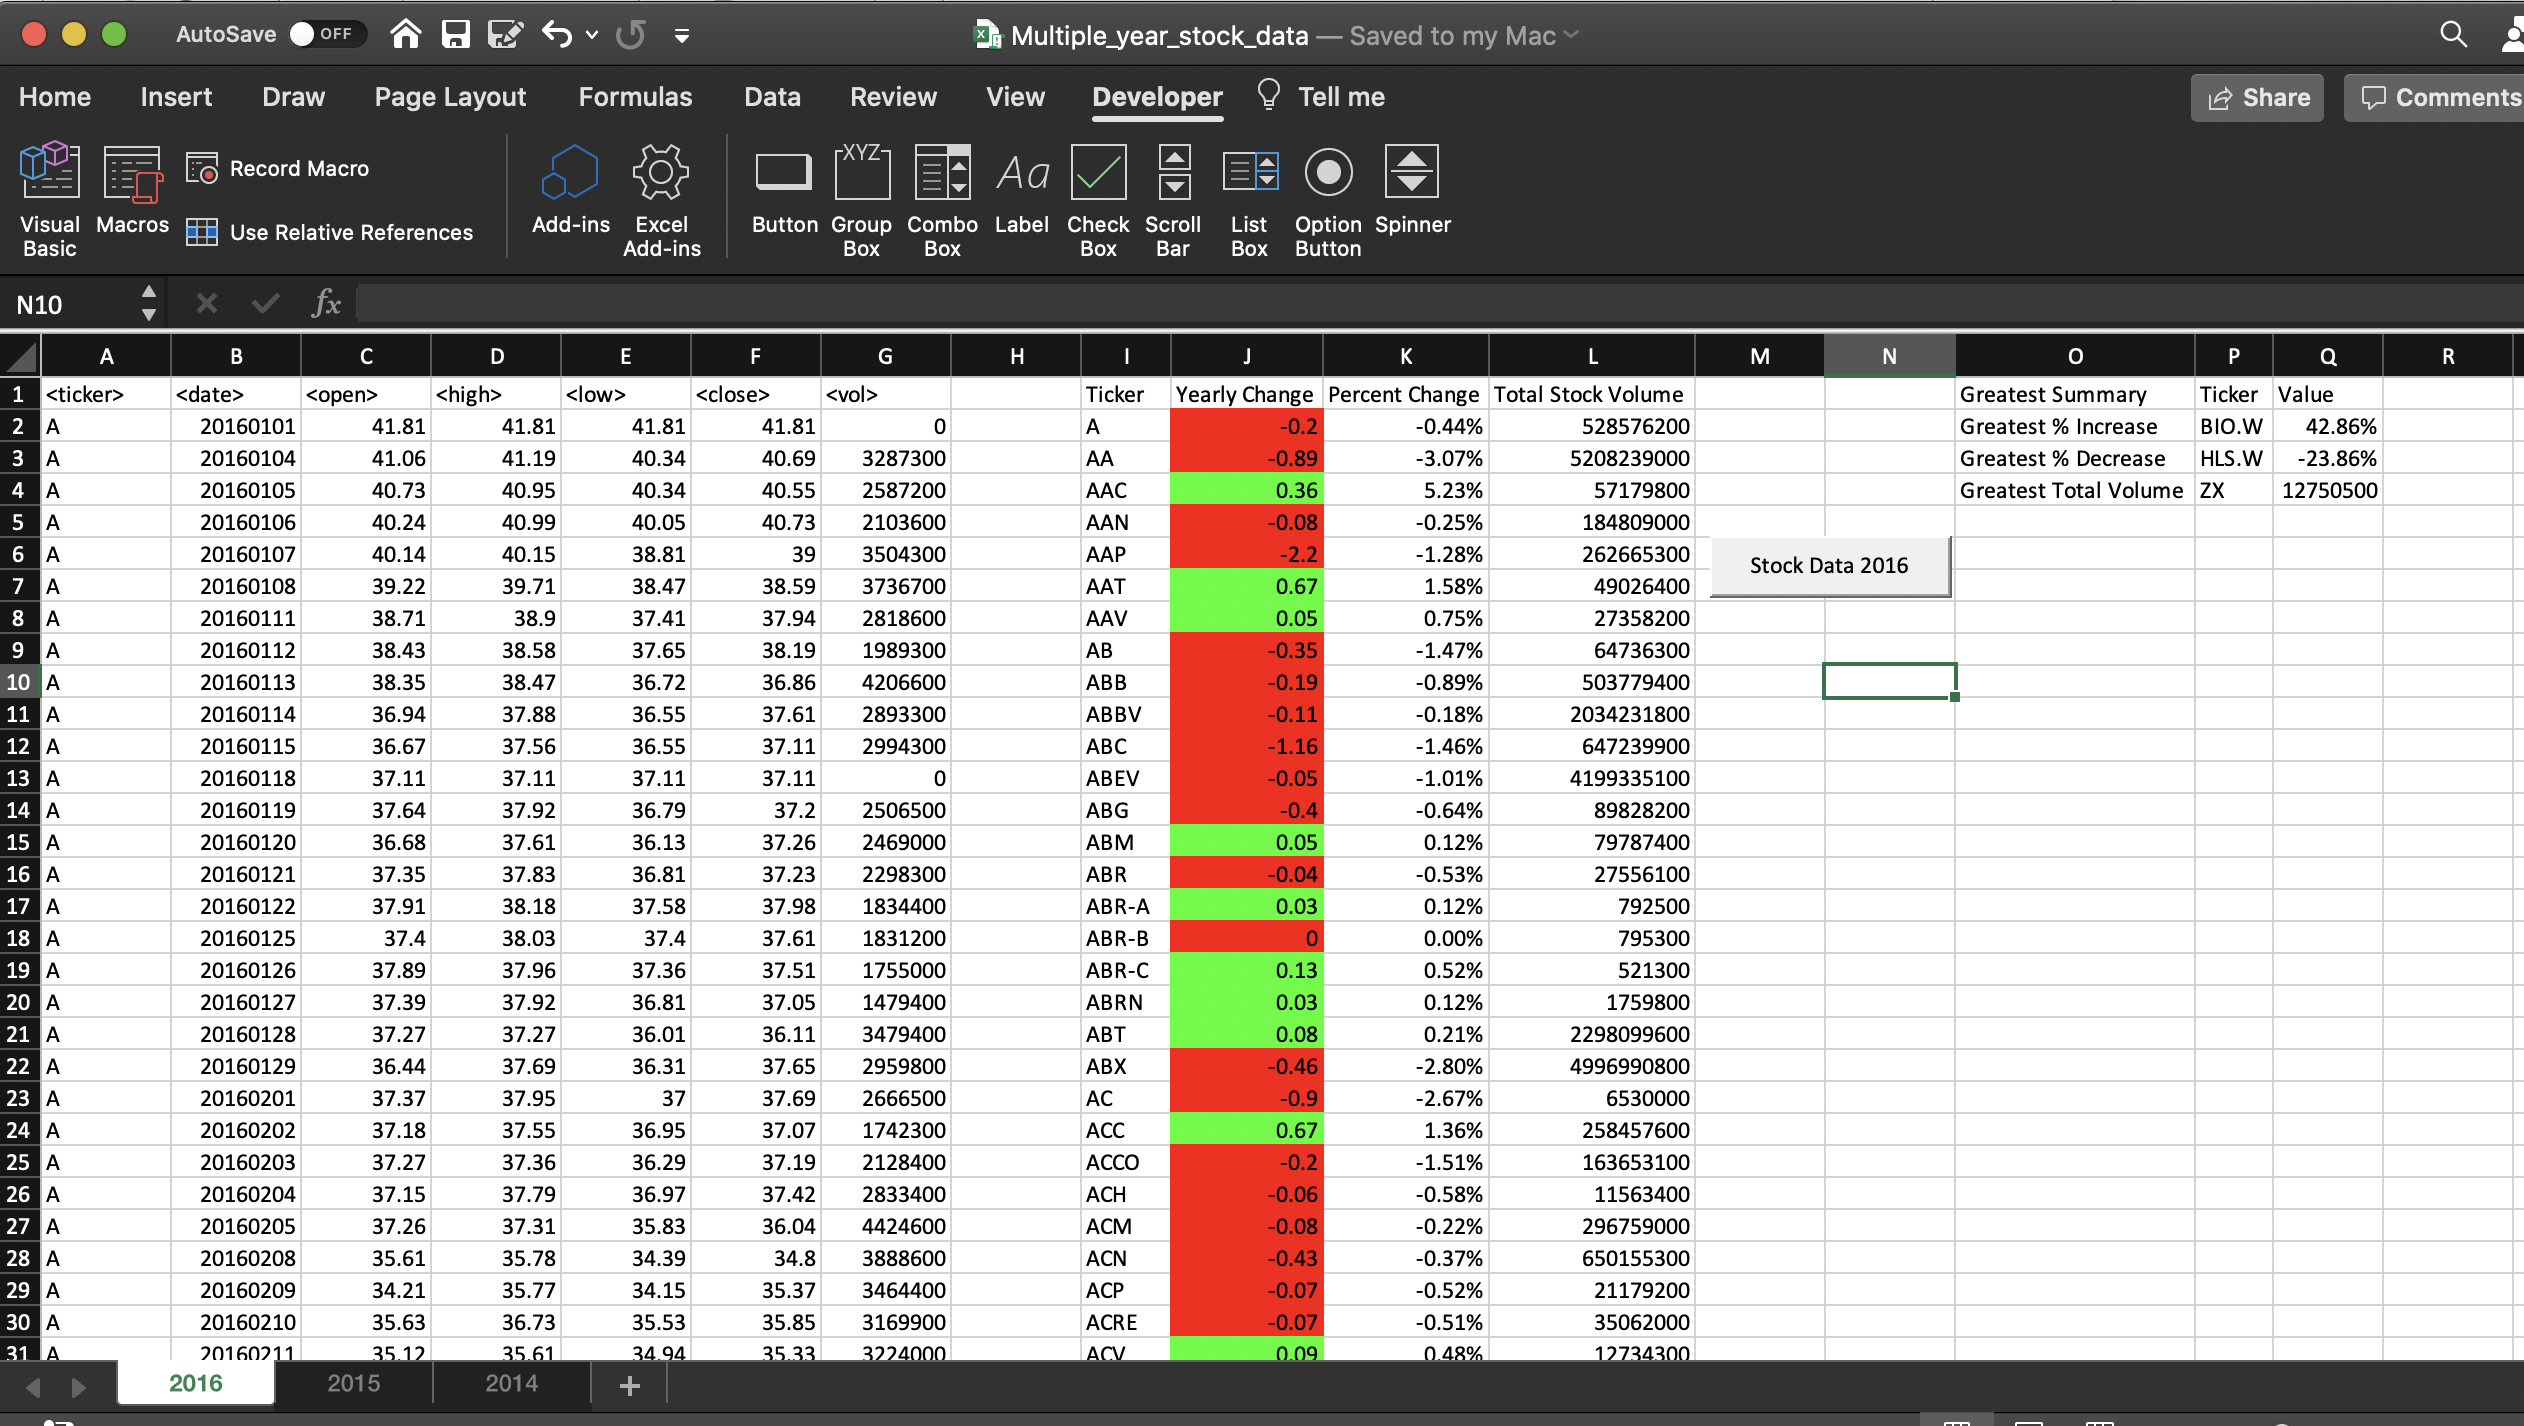 AutoSave OFF Multiple_year_stock_data — Saved to my Mac
Home Insert Draw Page Layout Formulas Data Review View Developer Tell me Share Comments
Visual Basic Macros Record Macro Use Relative References Add-ins Excel Add-ins Button XYZ Group Box Combo Box Aa Label Check Box Scroll Bar List Box Option Button Spinner
N10 fx
A B C D E F G H I J K L M N O P Q R
1 <ticker> <date> <open> <high> <low> <close> <vol> Ticker Yearly Change Percent Change Total Stock Volume Greatest Summary Ticker Value
2 A 20160101 41.81 41.81 41.81 41.81 0 A -0.2 -0.44% 528576200 Greatest % Increase BIO.W 42.86%
3 A 20160104 41.06 41.19 40.34 40.69 3287300 AA -0.89 -3.07% 5208239000 Greatest % Decrease HLS.W -23.86%
4 A 20160105 40.73 40.95 40.34 40.55 2587200 AAC 0.36 5.23% 57179800 Greatest Total Volume ZX 12750500
5 A 20160106 40.24 40.99 40.05 40.73 2103600 AAN -0.08 -0.25% 184809000
6 A 20160107 40.14 40.15 38.81 39 3504300 AAP -2.2 -1.28% 262665300
Stock Data 2016
7 A 20160108 39.22 39.71 38.47 38.59 3736700 AAT 0.67 1.58% 49026400
8 A 20160111 38.71 38.9 37.41 37.94 2818600 AAV 0.05 0.75% 27358200
9 A 20160112 38.43 38.58 37.65 38.19 1989300 AB -0.35 -1.47% 64736300
10 A 20160113 38.35 38.47 36.72 36.86 4206600 ABB -0.19 -0.89% 503779400
11 A 20160114 36.94 37.88 36.55 37.61 2893300 ABBV -0.11 -0.18% 2034231800
12 A 20160115 36.67 37.56 36.55 37.11 2994300 ABC -1.16 -1.46% 647239900
13 A 20160118 37.11 37.11 37.11 37.11 0 ABEV -0.05 -1.01% 4199335100
14 A 20160119 37.64 37.92 36.79 37.2 2506500 ABG -0.4 -0.64% 89828200
15 A 20160120 36.68 37.61 36.13 37.26 2469000 ABM 0.05 0.12% 79787400
16 A 20160121 37.35 37.83 36.81 37.23 2298300 ABR -0.04 -0.53% 27556100
17 A 20160122 37.91 38.18 37.58 37.98 1834400 ABR-A 0.03 0.12% 792500
18 A 20160125 37.4 38.03 37.4 37.61 1831200 ABR-B 0 0.00% 795300
19 A 20160126 37.89 37.96 37.36 37.51 1755000 ABR-C 0.13 0.52% 521300
20 A 20160127 37.39 37.92 36.81 37.05 1479400 ABRN 0.03 0.12% 1759800
21 A 20160128 37.27 37.27 36.01 36.11 3479400 ABT 0.08 0.21% 2298099600
22 A 20160129 36.44 37.69 36.31 37.65 2959800 ABX -0.46 -2.80% 4996990800
23 A 20160201 37.37 37.95 37 37.69 2666500 AC -0.9 -2.67% 6530000
24 A 20160202 37.18 37.55 36.95 37.07 1742300 ACC 0.67 1.36% 258457600
25 A 20160203 37.27 37.36 36.29 37.19 2128400 ACCO -0.2 -1.51% 163653100
26 A 20160204 37.15 37.79 36.97 37.42 2833400 ACH -0.06 -0.58% 11563400
27 A 20160205 37.26 37.31 35.83 36.04 4424600 ACM -0.08 -0.22% 296759000
28 A 20160208 35.61 35.78 34.39 34.8 3888600 ACN -0.43 -0.37% 650155300
29 A 20160209 34.21 35.77 34.15 35.37 3464400 ACP -0.07 -0.52% 21179200
30 A 20160210 35.63 36.73 35.53 35.85 3169900 ACRE -0.07 -0.51% 35062000
31 A 20160211 35.12 35.61 34.94 35.33 3224000 ACV 0.09 0.48% 12734300
2016 2015 2014 +